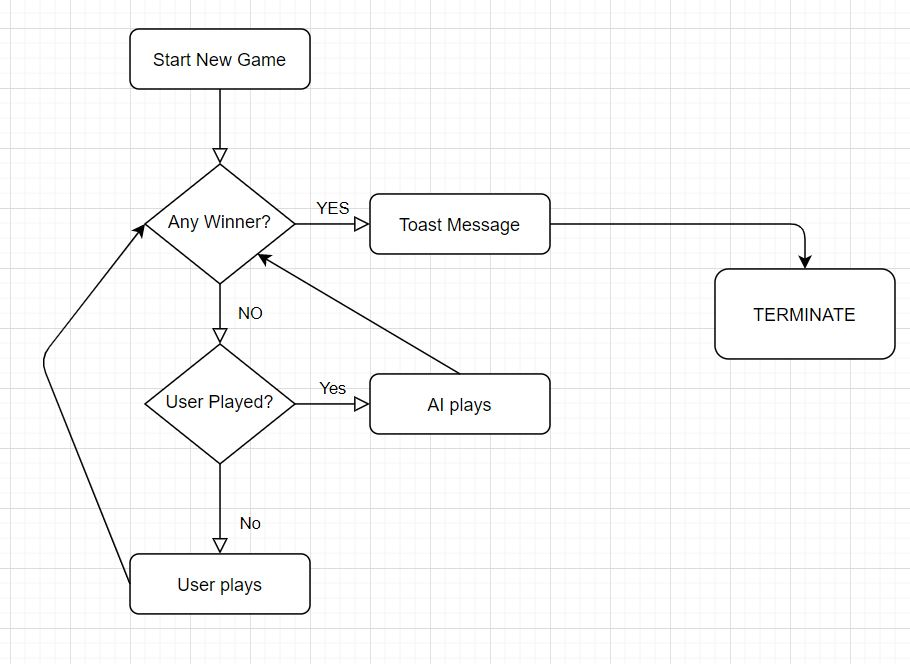 Start New Game
Any Winner?
YES
Toast Message
TERMINATE
NO
User Played?
Yes
AI plays
No
User plays